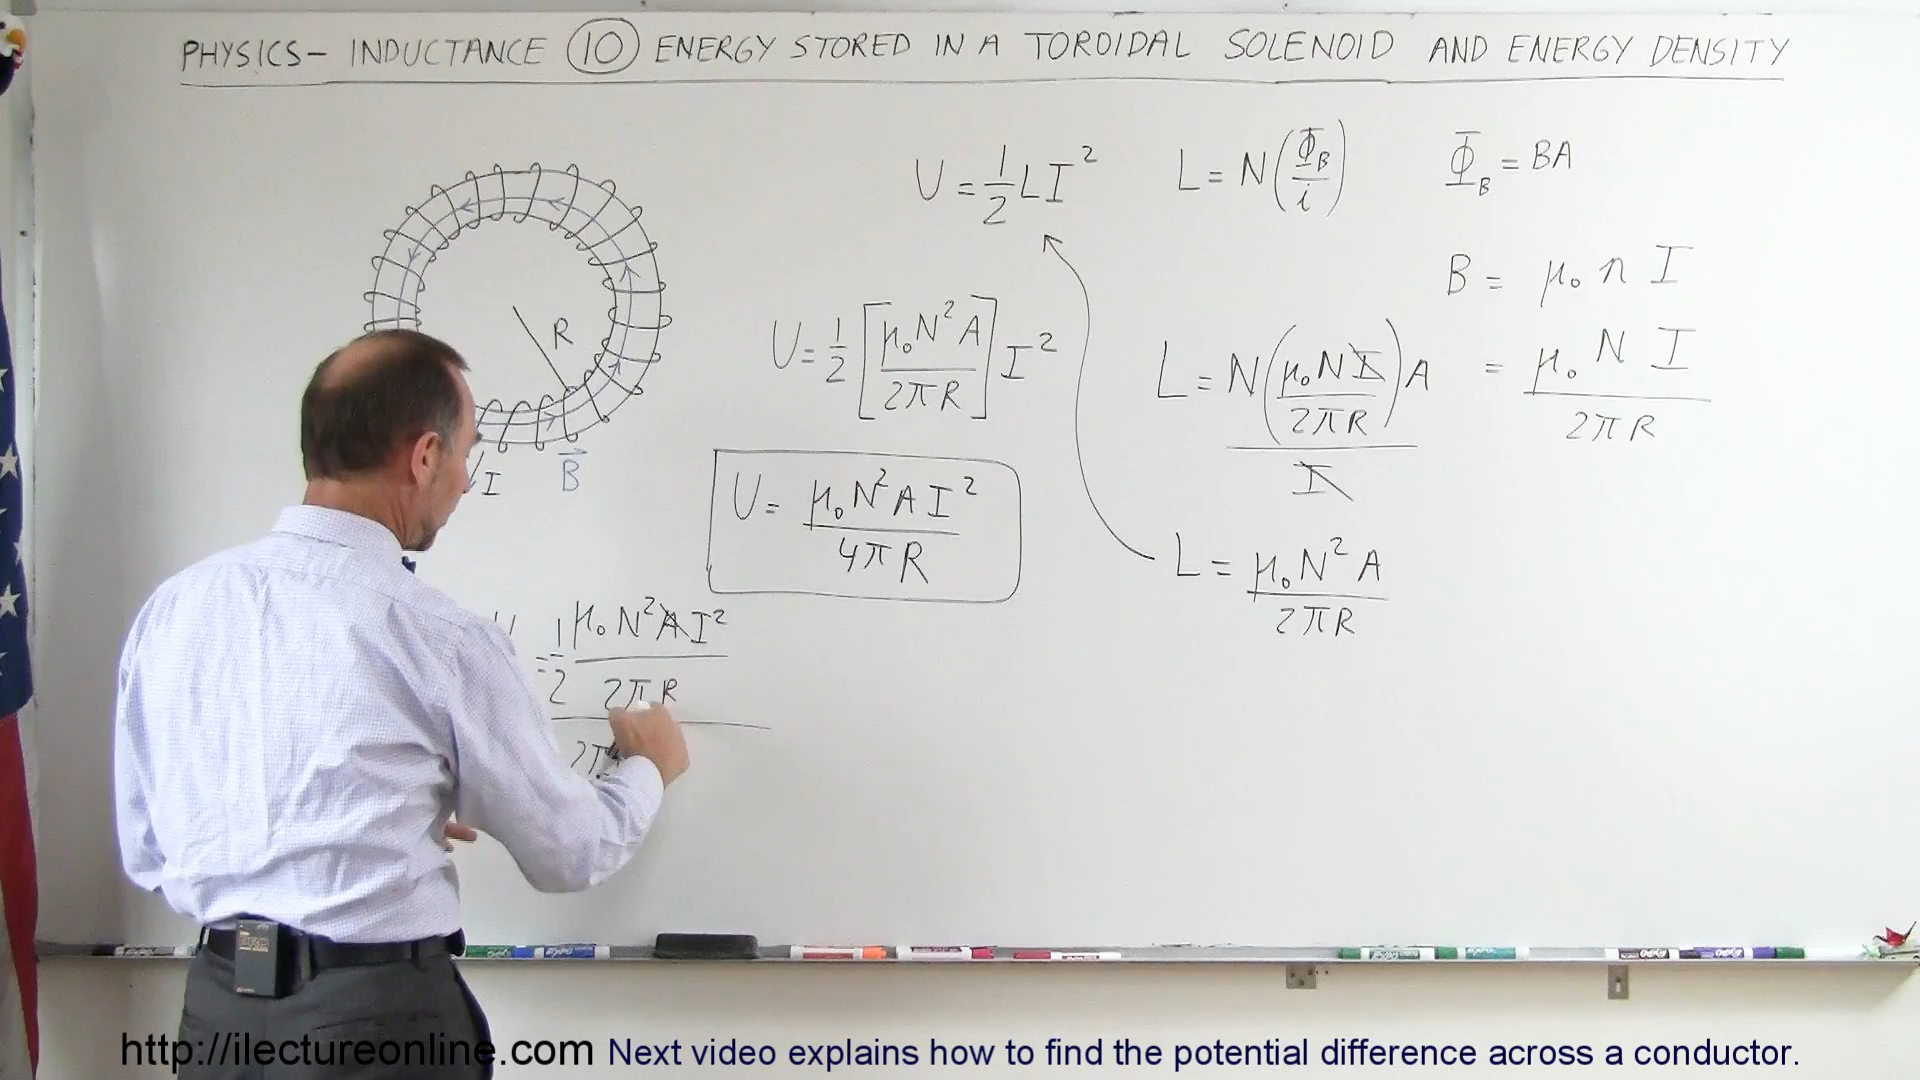 PHYSICS- INDUCTANCE 10 ENERGY STORED IN A TOROIDAL SOLENOID AND ENERGY DENSITY
R
I
B⃗
U = 1/2 LI²
L = N(Φ_B/i)
Φ_B = BA
B = μ₀ n I
= μ₀ N I / 2πR
U = 1/2 [μ₀N²A / 2πR] I²
L = N(μ₀NI / 2πR)A / I
U = μ₀N²AI² / 4πR
L = μ₀N²A / 2πR
= 1/2 μ₀N²AI² / 2πR
2π
http://ilectureonline.com Next video explains how to find the potential difference across a conductor.